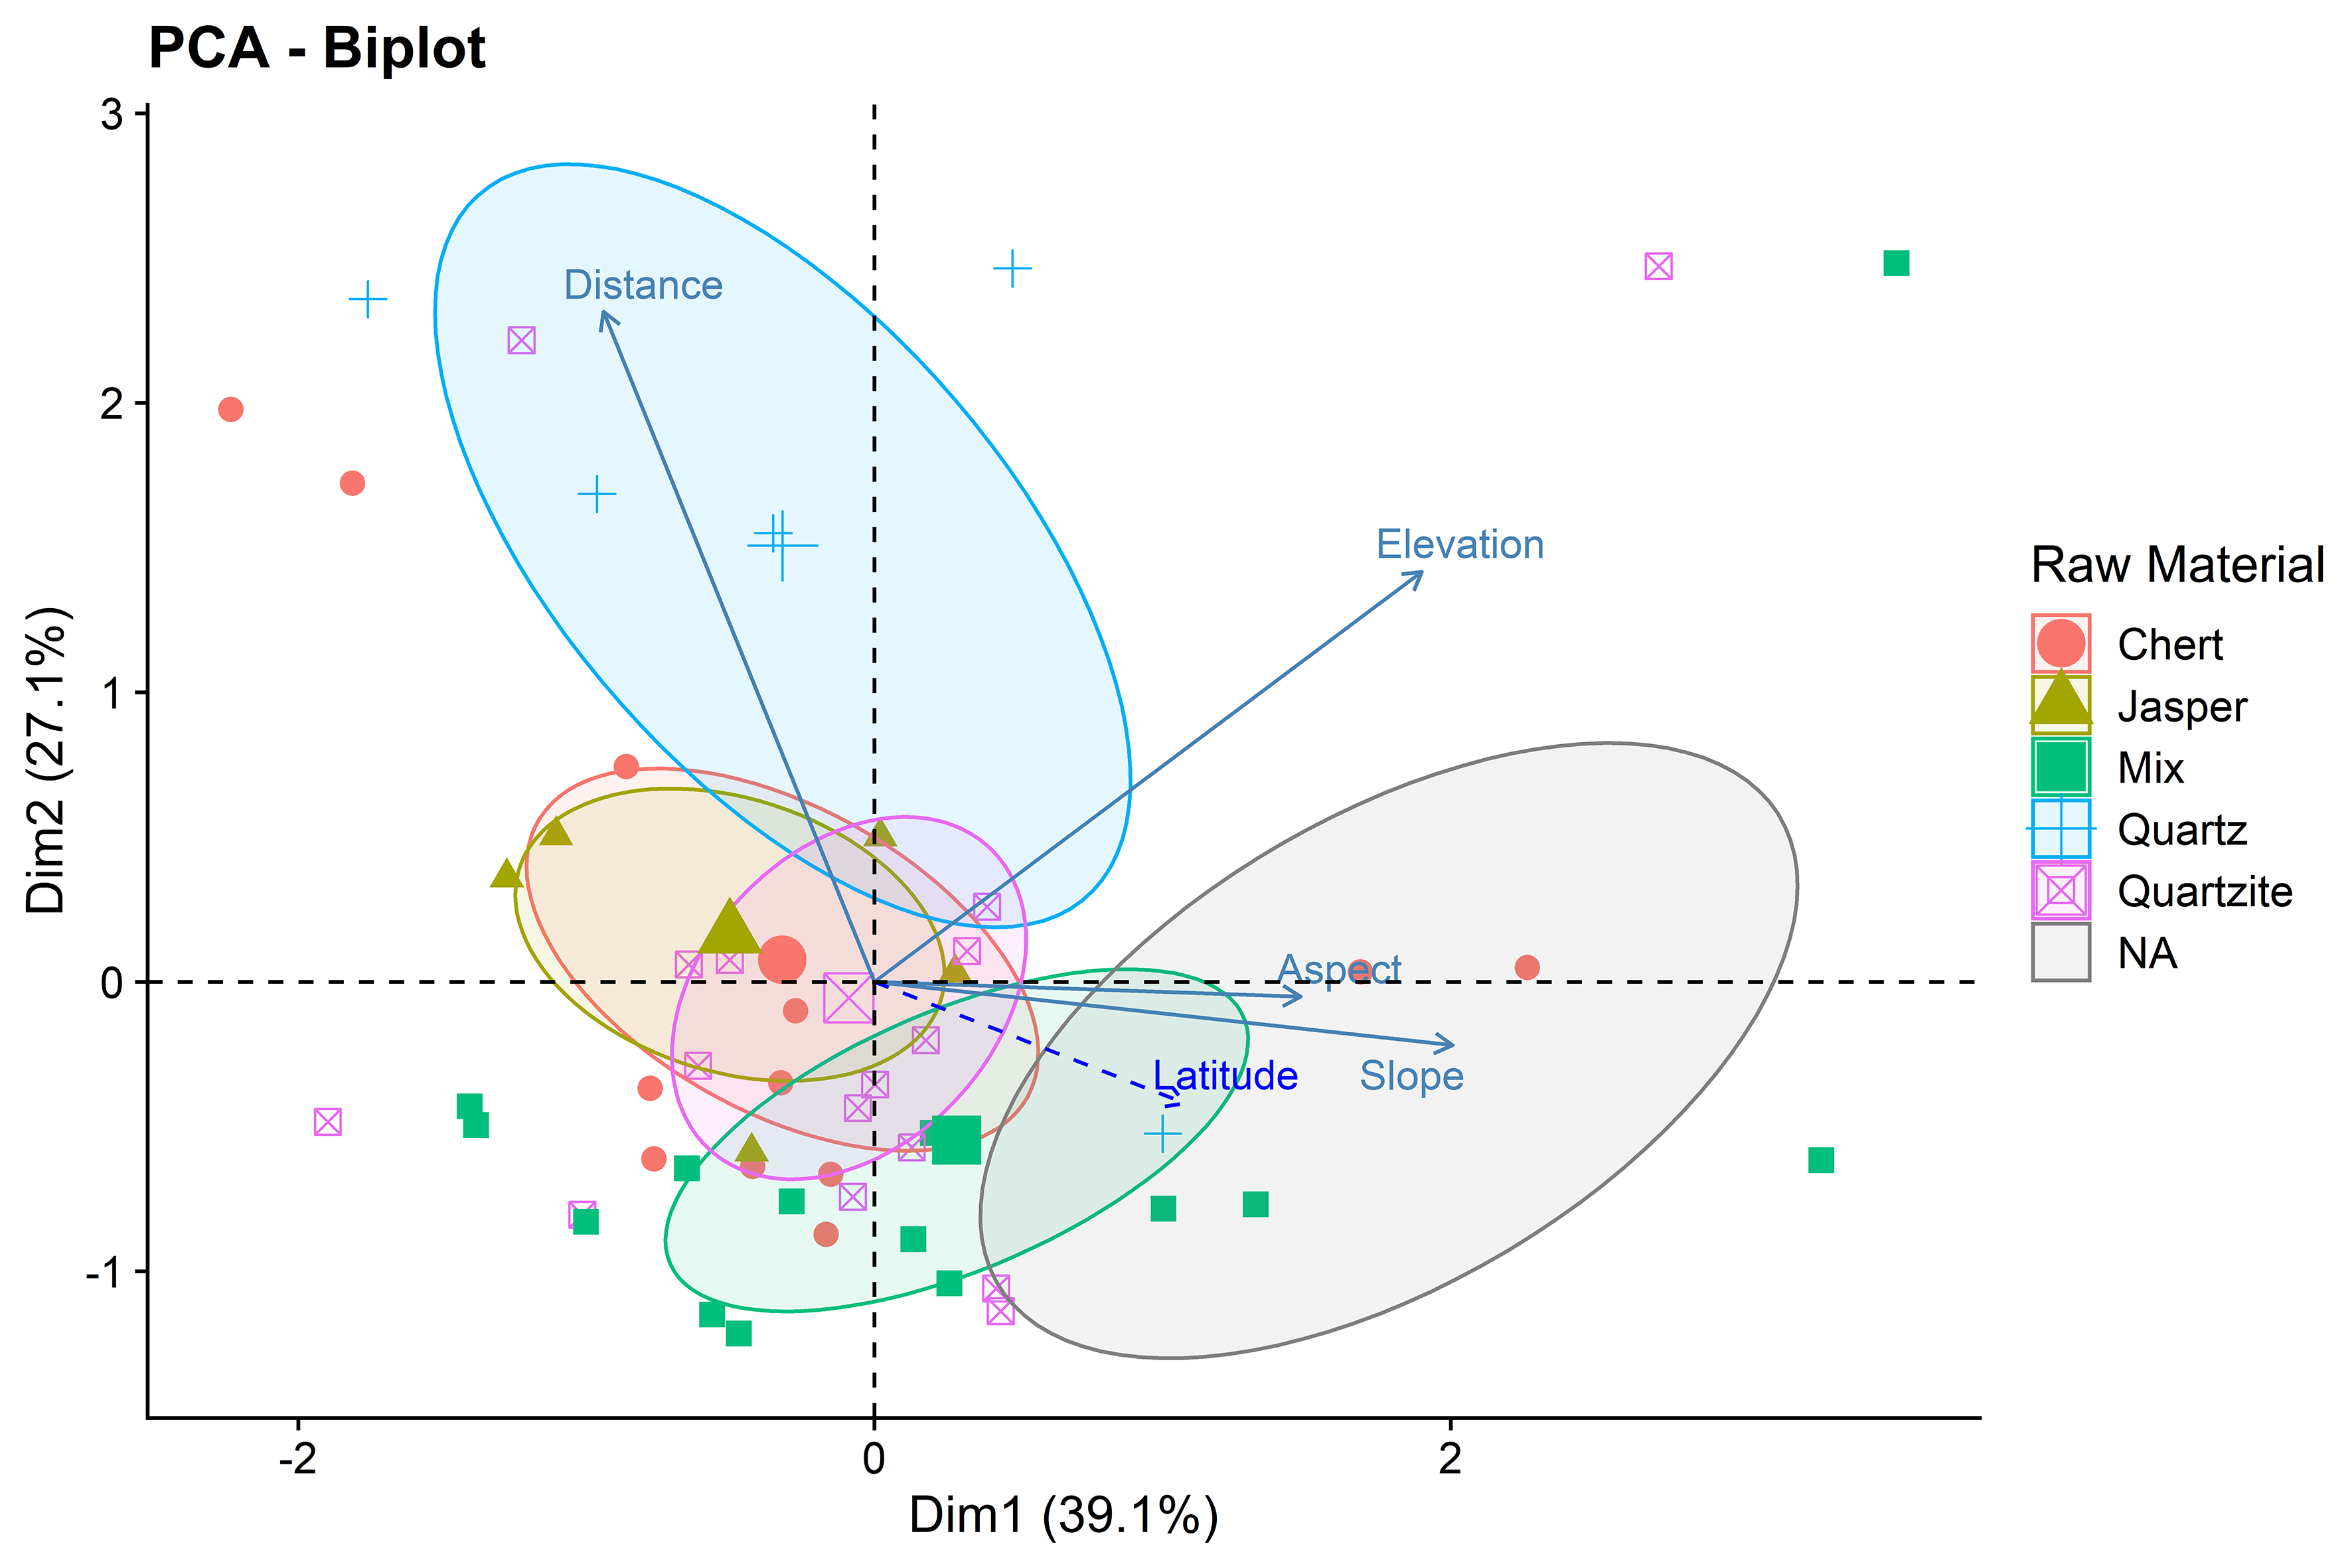 PCA - Biplot
3
2
1
0
-1
Dim2 (27.1%)
-2
0
2
Dim1 (39.1%)
Distance
Elevation
Aspect
Latitude
Slope
Raw Material
Chert
Jasper
Mix
Quartz
Quartzite
NA